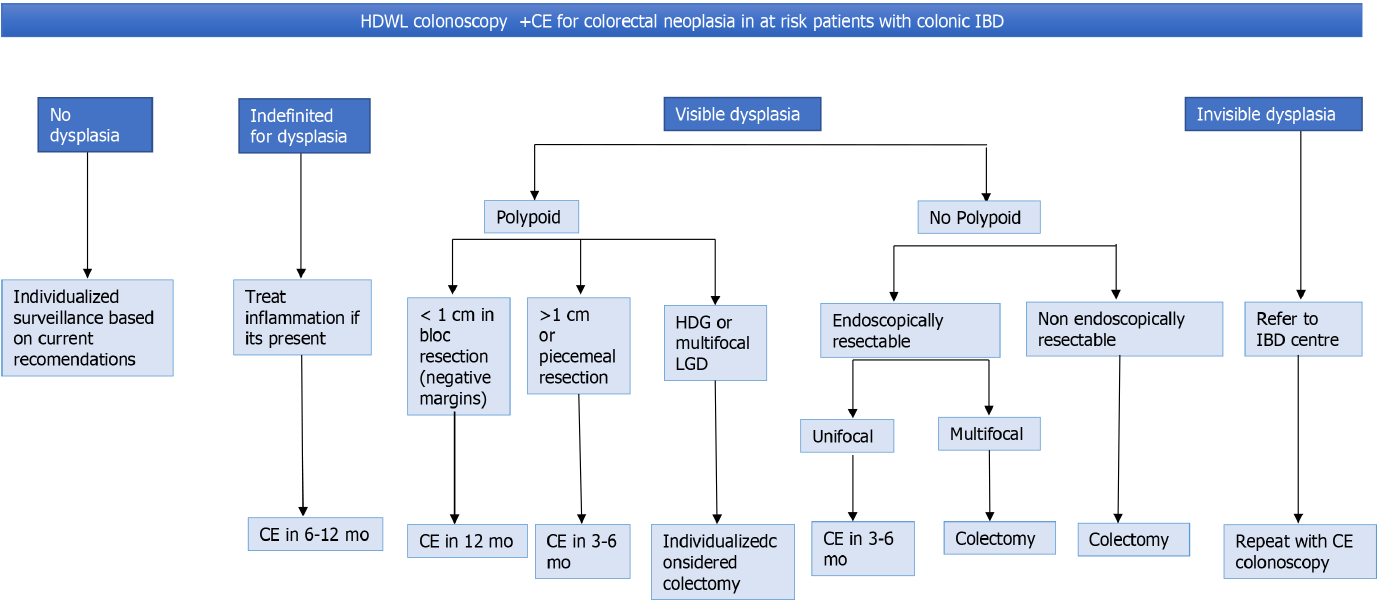 HDWL colonoscopy +CE for colorectal neoplasia in at risk patients with colonic IBD
No
dysplasia
Indefinited
for dysplasia
Visible dysplasia
Invisible dysplasia
Polypoid
No Polypoid
Individualized
surveillance based
on current
recomendations
Treat
inflammation if
its present
< 1 cm in
bloc
resection
(negative
margins)
>1 cm
or
piecemeal
resection
HDG or
multifocal
LGD
Endoscopically
resectable
Non endoscopically
resectable
Refer to
IBD centre
Unifocal
Multifocal
CE in 6-12 mo
CE in 12 mo
CE in 3-6
mo
Individualizedc
onsidered
colectomy
CE in 3-6
mo
Colectomy
Colectomy
Repeat with CE
colonoscopy